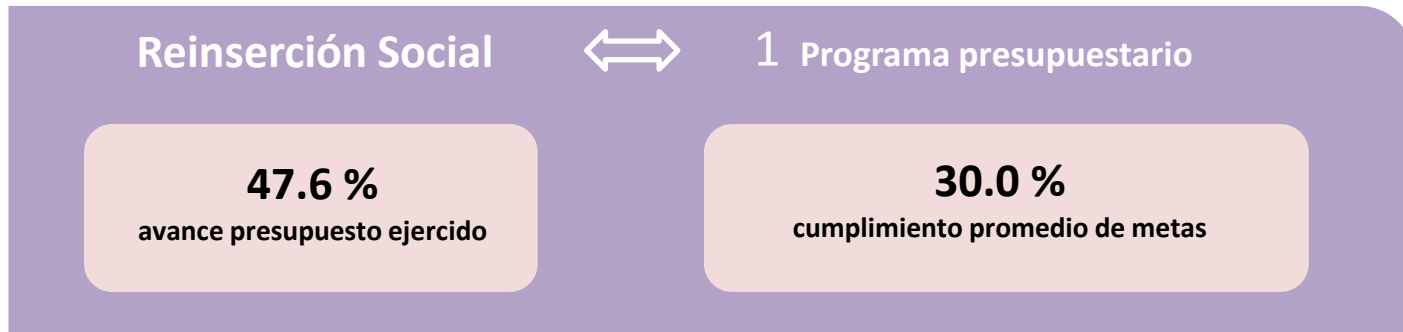 Reinserción Social
1 Programa presupuestario
47.6 %
avance presupuesto ejercido
30.0 %
cumplimiento promedio de metas